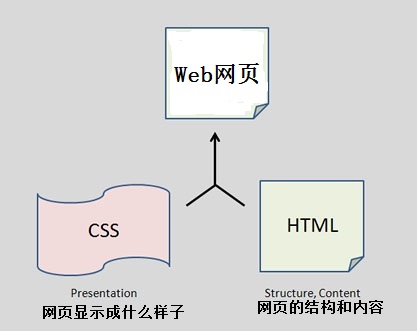 Web网页
CSS
HTML
Presentation
网页显示成什么样子
Structure, Content
网页的结构和内容